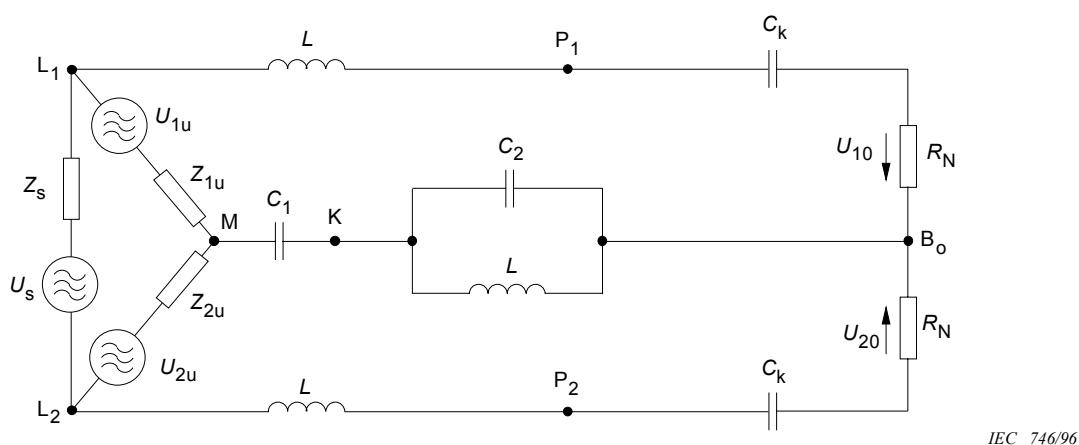 L1
L
P1
Ck
U1u
Zs
Z1u
C1
C2
U10
RN
M
K
Bo
Us
Z2u
L
U20
RN
U2u
L2
L
P2
Ck
IEC 746/96